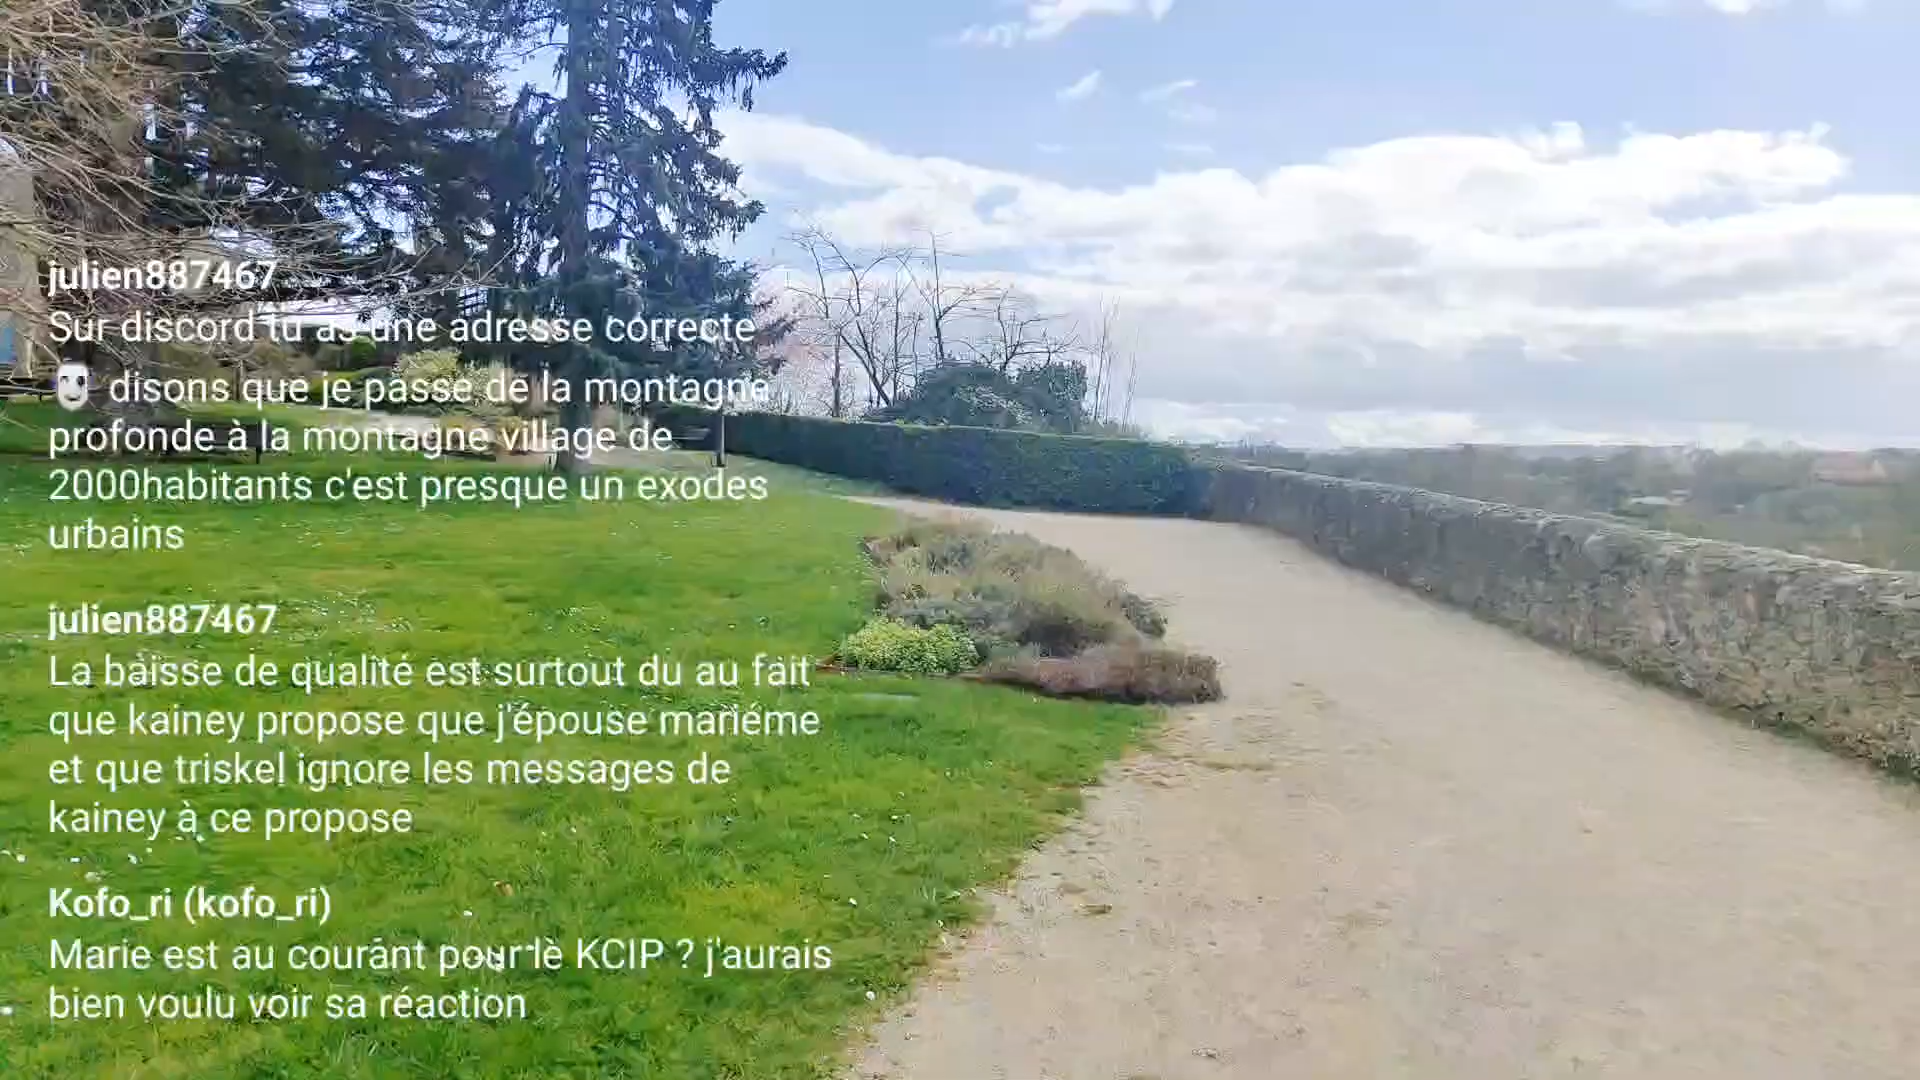 julien887467
Sur discord tu as une adresse correcte
disons que je passe de la montagne
profonde à la montagne village de
2000habitants c'est presque un exodes
urbains
julien887467
La baisse de qualité est surtout du au fait
que kainey propose que j'épouse mariéme
et que triskel ignore les messages de
kainey à ce propose
Kofo_ri (kofo_ri)
Marie est au courant pour le KCIP ? j'aurais
bien voulu voir sa réaction